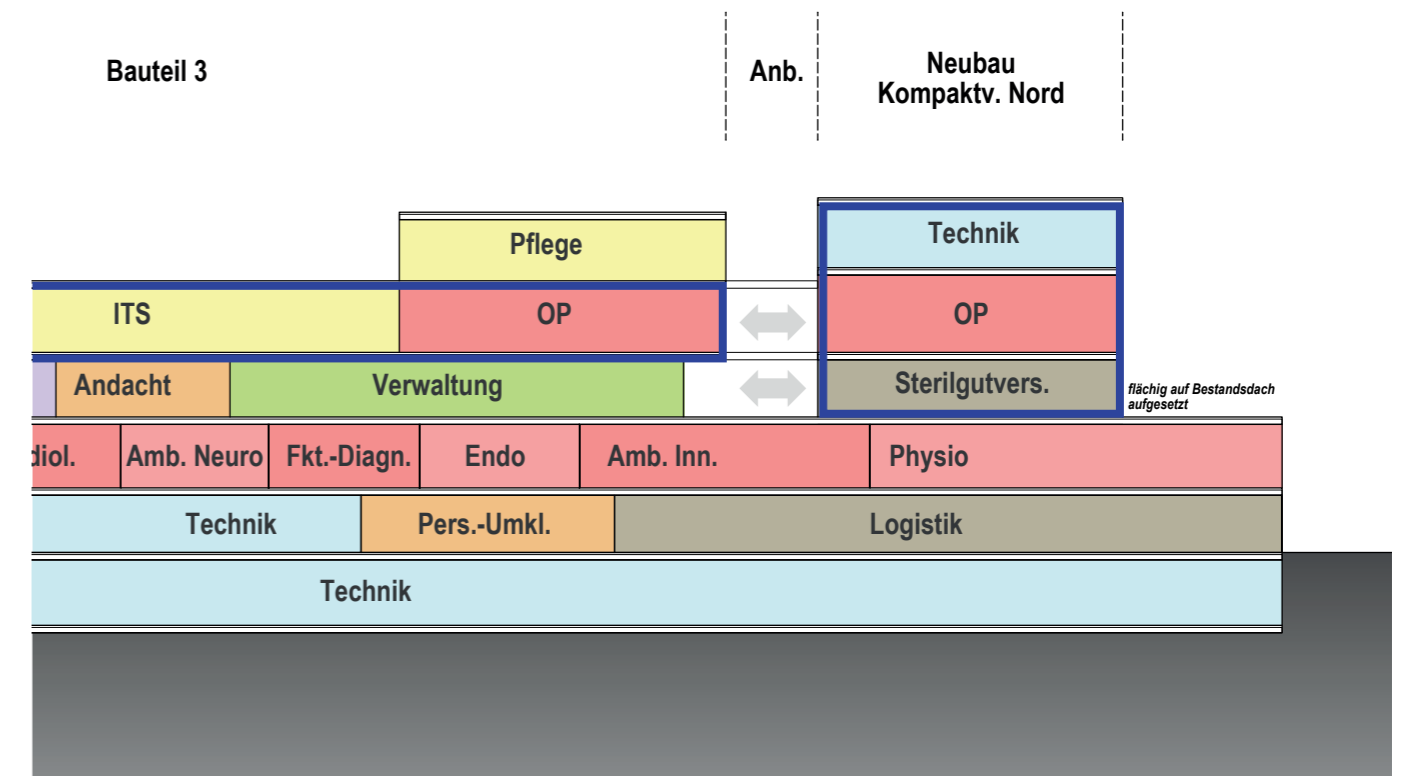 Bauteil 3
Anb.
Neubau
Kompaktv. Nord
Pflege
Technik
ITS
OP
OP
Andacht
Verwaltung
Sterilgutvers.
flächig auf Bestandsdach
aufgesetzt
diol.
Amb. Neuro
Fkt.-Diagn.
Endo
Amb. Inn.
Physio
Technik
Pers.-Umkl.
Logistik
Technik